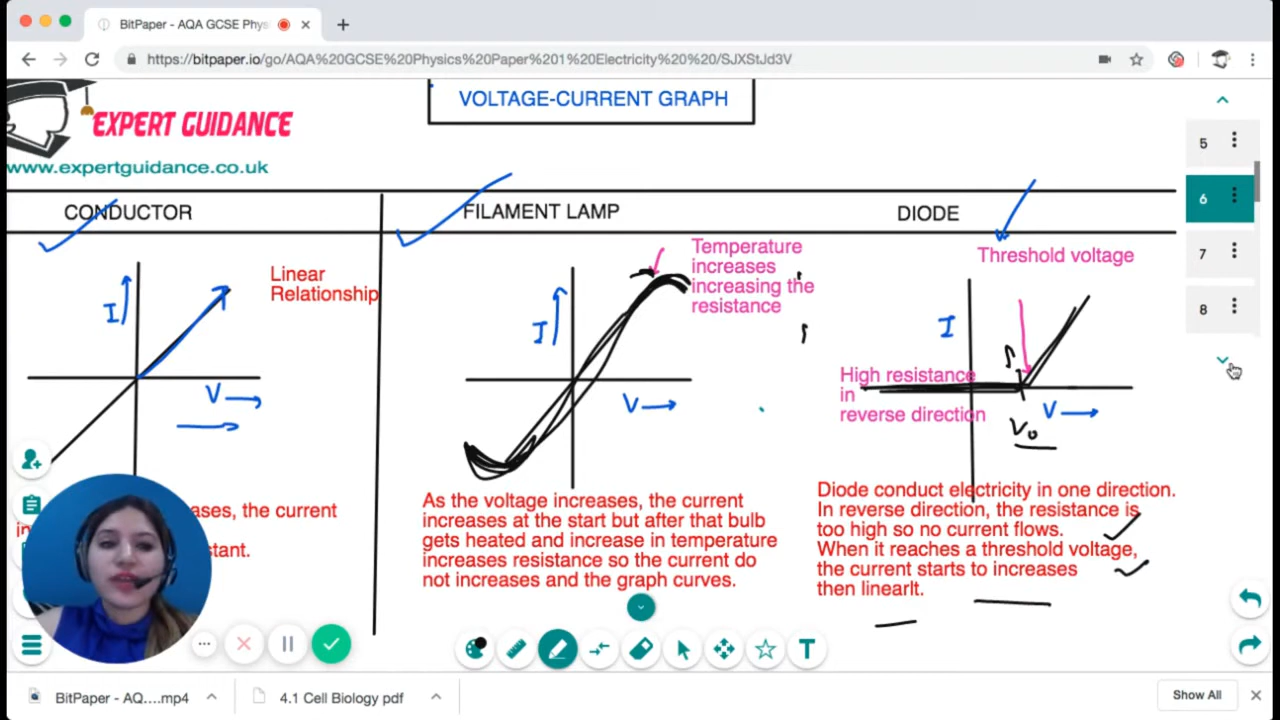 BitPaper - AQA GCSE Phys
https://bitpaper.io/go/AQA%20GCSE%20Physics%20Paper%201%20Electricity%20%20/SJXStJd3V
VOLTAGE-CURRENT GRAPH
EXPERT GUIDANCE
www.expertguidance.co.uk
5
6
7
8
CONDUCTOR
Linear
Relationship
I
V
ases, the current
in
stant.
FILAMENT LAMP
Temperature
increases
increasing the
resistance
I
V
As the voltage increases, the current
increases at the start but after that bulb
gets heated and increase in temperature
increases resistance so the current do
not increases and the graph curves.
DIODE
Threshold voltage
I
High resistance
in
reverse direction
V
V₀
Diode conduct electricity in one direction.
In reverse direction, the resistance is
too high so no current flows.
When it reaches a threshold voltage,
the current starts to increases
then linearlt.
T
BitPaper - AQ....mp4
4.1 Cell Biology pdf
Show All